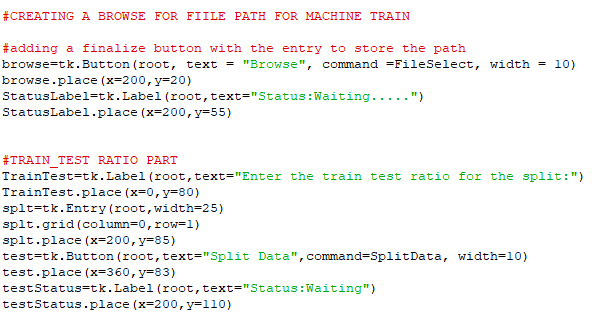 #CREATING A BROWSE FOR FIILE PATH FOR MACHINE TRAIN
#adding a finalize button with the entry to store the path
browse=tk.Button(root, text = "Browse", command =FileSelect, width = 10)
browse.place(x=200,y=20)
StatusLabel=tk.Label(root,text="Status:Waiting.....")
StatusLabel.place(x=200,y=55)
#TRAIN_TEST RATIO PART
TrainTest=tk.Label(root,text="Enter the train test ratio for the split:")
TrainTest.place(x=0,y=80)
splt=tk.Entry(root,width=25)
splt.grid(column=0,row=1)
splt.place(x=200,y=85)
test=tk.Button(root,text="Split Data",command=SplitData, width=10)
test.place(x=360,y=83)
testStatus=tk.Label(root,text="Status:Waiting")
testStatus.place(x=200,y=110)